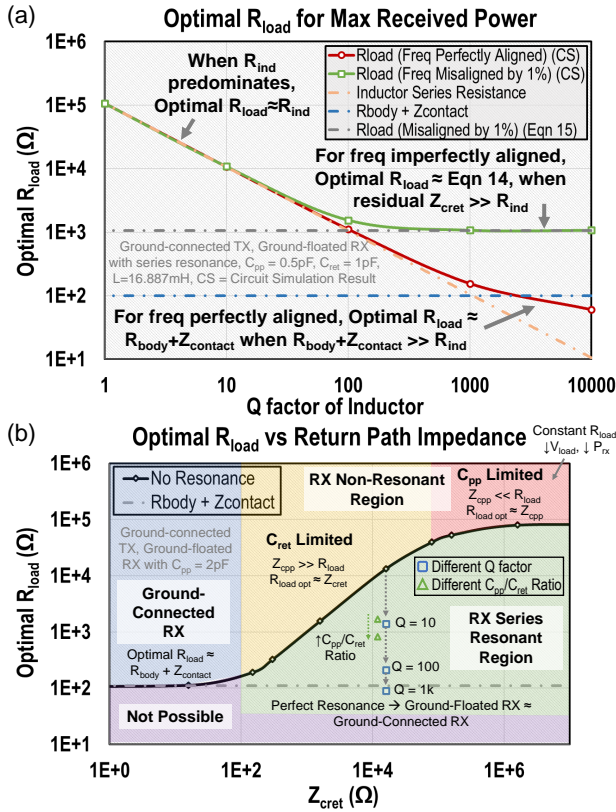 (a)
Optimal Rload for Max Received Power
1E+6
1E+5
1E+4
1E+3
1E+2
1E+1
Optimal Rload (Ω)
When Rind
predominates,
Optimal Rload≈Rind
Rload (Freq Perfectly Aligned) (CS)
Rload (Freq Misaligned by 1%) (CS)
Inductor Series Resistance
Rbody + Zcontact
Rload (Misaligned by 1%) (Eqn 15)
For freq imperfectly aligned,
Optimal Rload ≈ Eqn 14, when
residual Zcret >> Rind
Ground-connected TX, Ground-floated RX
with series resonance, Cpp = 0.5pF, Cret = 1pF,
L=16.887mH, CS = Circuit Simulation Result
For freq perfectly aligned, Optimal Rload ≈
Rbody+Zcontact when Rbody+Zcontact >> Rind
1 10 100 1000 10000
Q factor of Inductor
(b)
Optimal Rload vs Return Path Impedance
Constant Rload
↓Vload, ↓ Prx
1E+6
1E+5
1E+4
1E+3
1E+2
1E+1
Optimal Rload (Ω)
No Resonance
Rbody + Zcontact
RX Non-Resonant
Region
Cpp Limited
Zcpp << Rload
Rload opt ≈ Zcpp
Ground-connected
TX, Ground-floated
RX with Cpp = 2pF
Cret Limited
Zcpp >> Rload
Rload opt ≈ Zcret
Different Q factor
Different Cpp/Cret Ratio
Ground-
Connected
RX
Optimal Rload ≈
Rbody + Zcontact
↑Cpp/Cret
Ratio
Q = 10
Q = 100
Q = 1k
RX Series
Resonant
Region
Not Possible
Perfect Resonance → Ground-Floated RX ≈
Ground-Connected RX
1E+0 1E+2 1E+4 1E+6
Zcret (Ω)